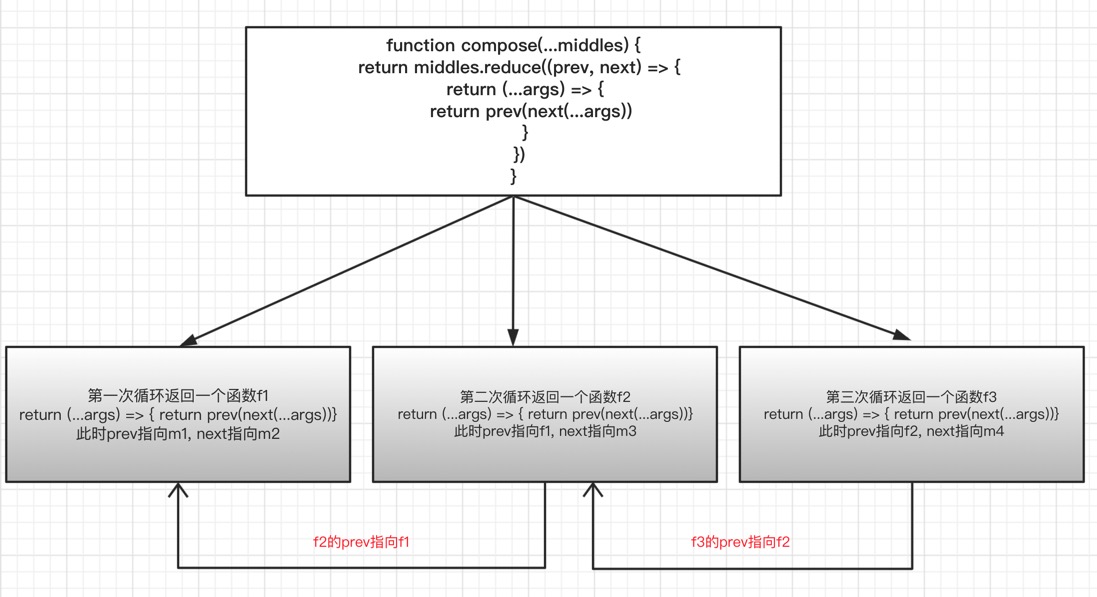 function compose(...middles) {
return middles.reduce((prev, next) => {
return (...args) => {
return prev(next(...args))
}
})
}
第一次循环返回一个函数f1
return (...args) => { return prev(next(...args))}
此时prev指向m1, next指向m2
第二次循环返回一个函数f2
return (...args) => { return prev(next(...args))}
此时prev指向f1, next指向m3
第三次循环返回一个函数f3
return (...args) => { return prev(next(...args))}
此时prev指向f2, next指向m4
f2的prev指向f1
f3的prev指向f2